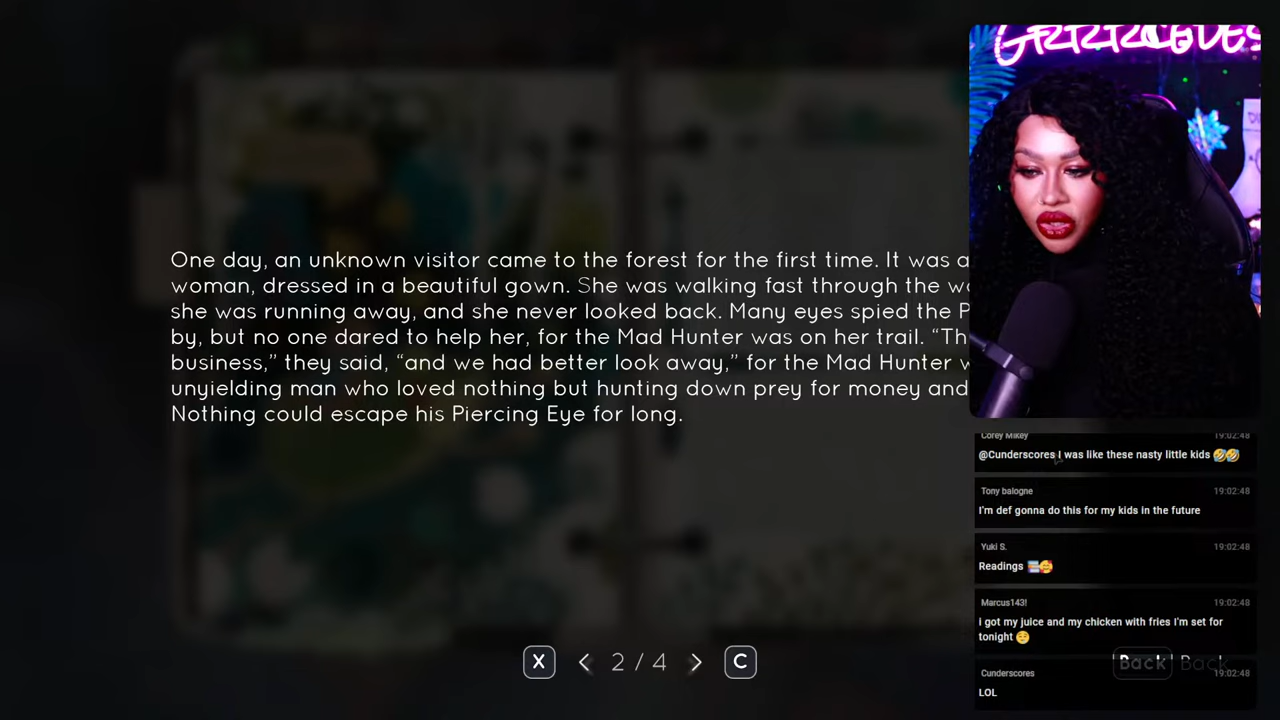 GRRRCGUES
One day, an unknown visitor came to the forest for the first time. It was a
woman, dressed in a beautiful gown. She was walking fast through the wo
she was running away, and she never looked back. Many eyes spied the P
by, but no one dared to help her, for the Mad Hunter was on her trail. “Th
business,” they said, “and we had better look away,” for the Mad Hunter w
unyielding man who loved nothing but hunting down prey for money and
Nothing could escape his Piercing Eye for long.
Corey Mikey 19:02:48
@Cunderscores I was like these nasty little kids 🤣🤣
Tony balogne 19:02:48
I'm def gonna do this for my kids in the future
Yuki S. 19:02:48
Readings 📚🥰
Marcus143! 19:02:48
i got my juice and my chicken with fries I'm set for
tonight 😌
Cunderscores 19:02:48
LOL
X < 2 / 4 > C
Back Back